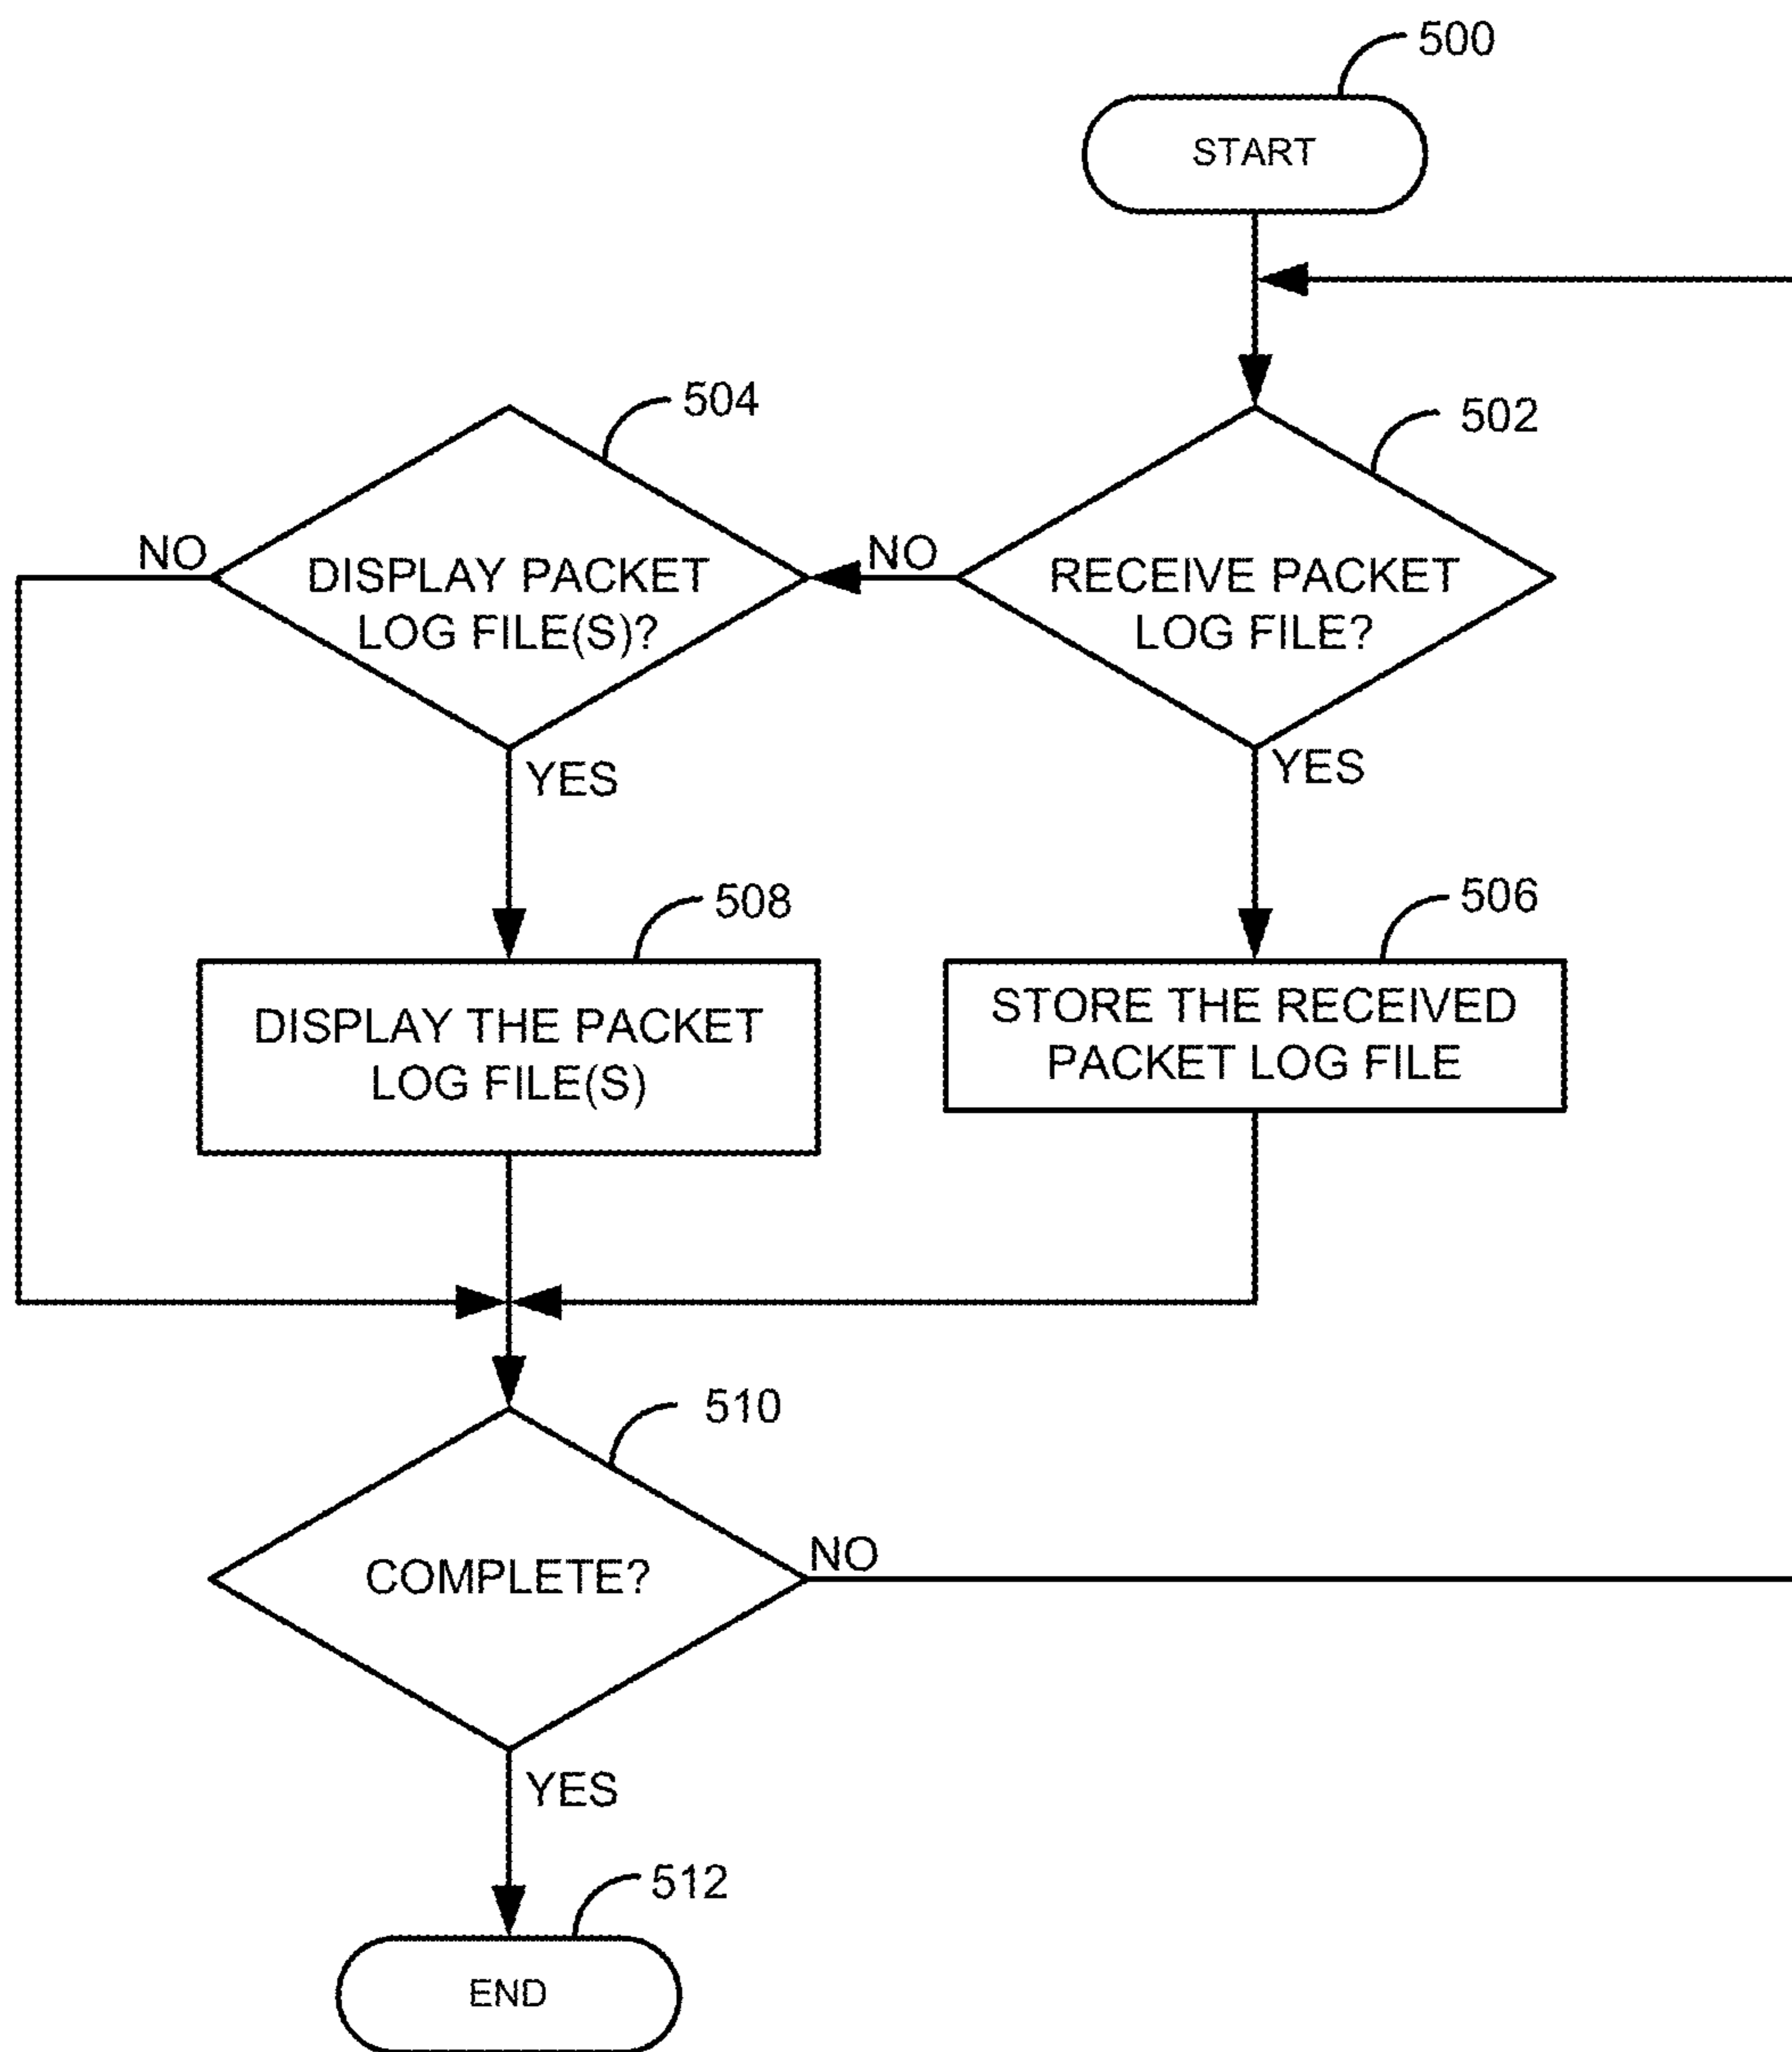 500
START
504
502
NO
DISPLAY PACKET
LOG FILE(S)?
NO
RECEIVE PACKET
LOG FILE?
YES
YES
508
506
DISPLAY THE PACKET
LOG FILE(S)
STORE THE RECEIVED
PACKET LOG FILE
510
COMPLETE?
NO
YES
512
END